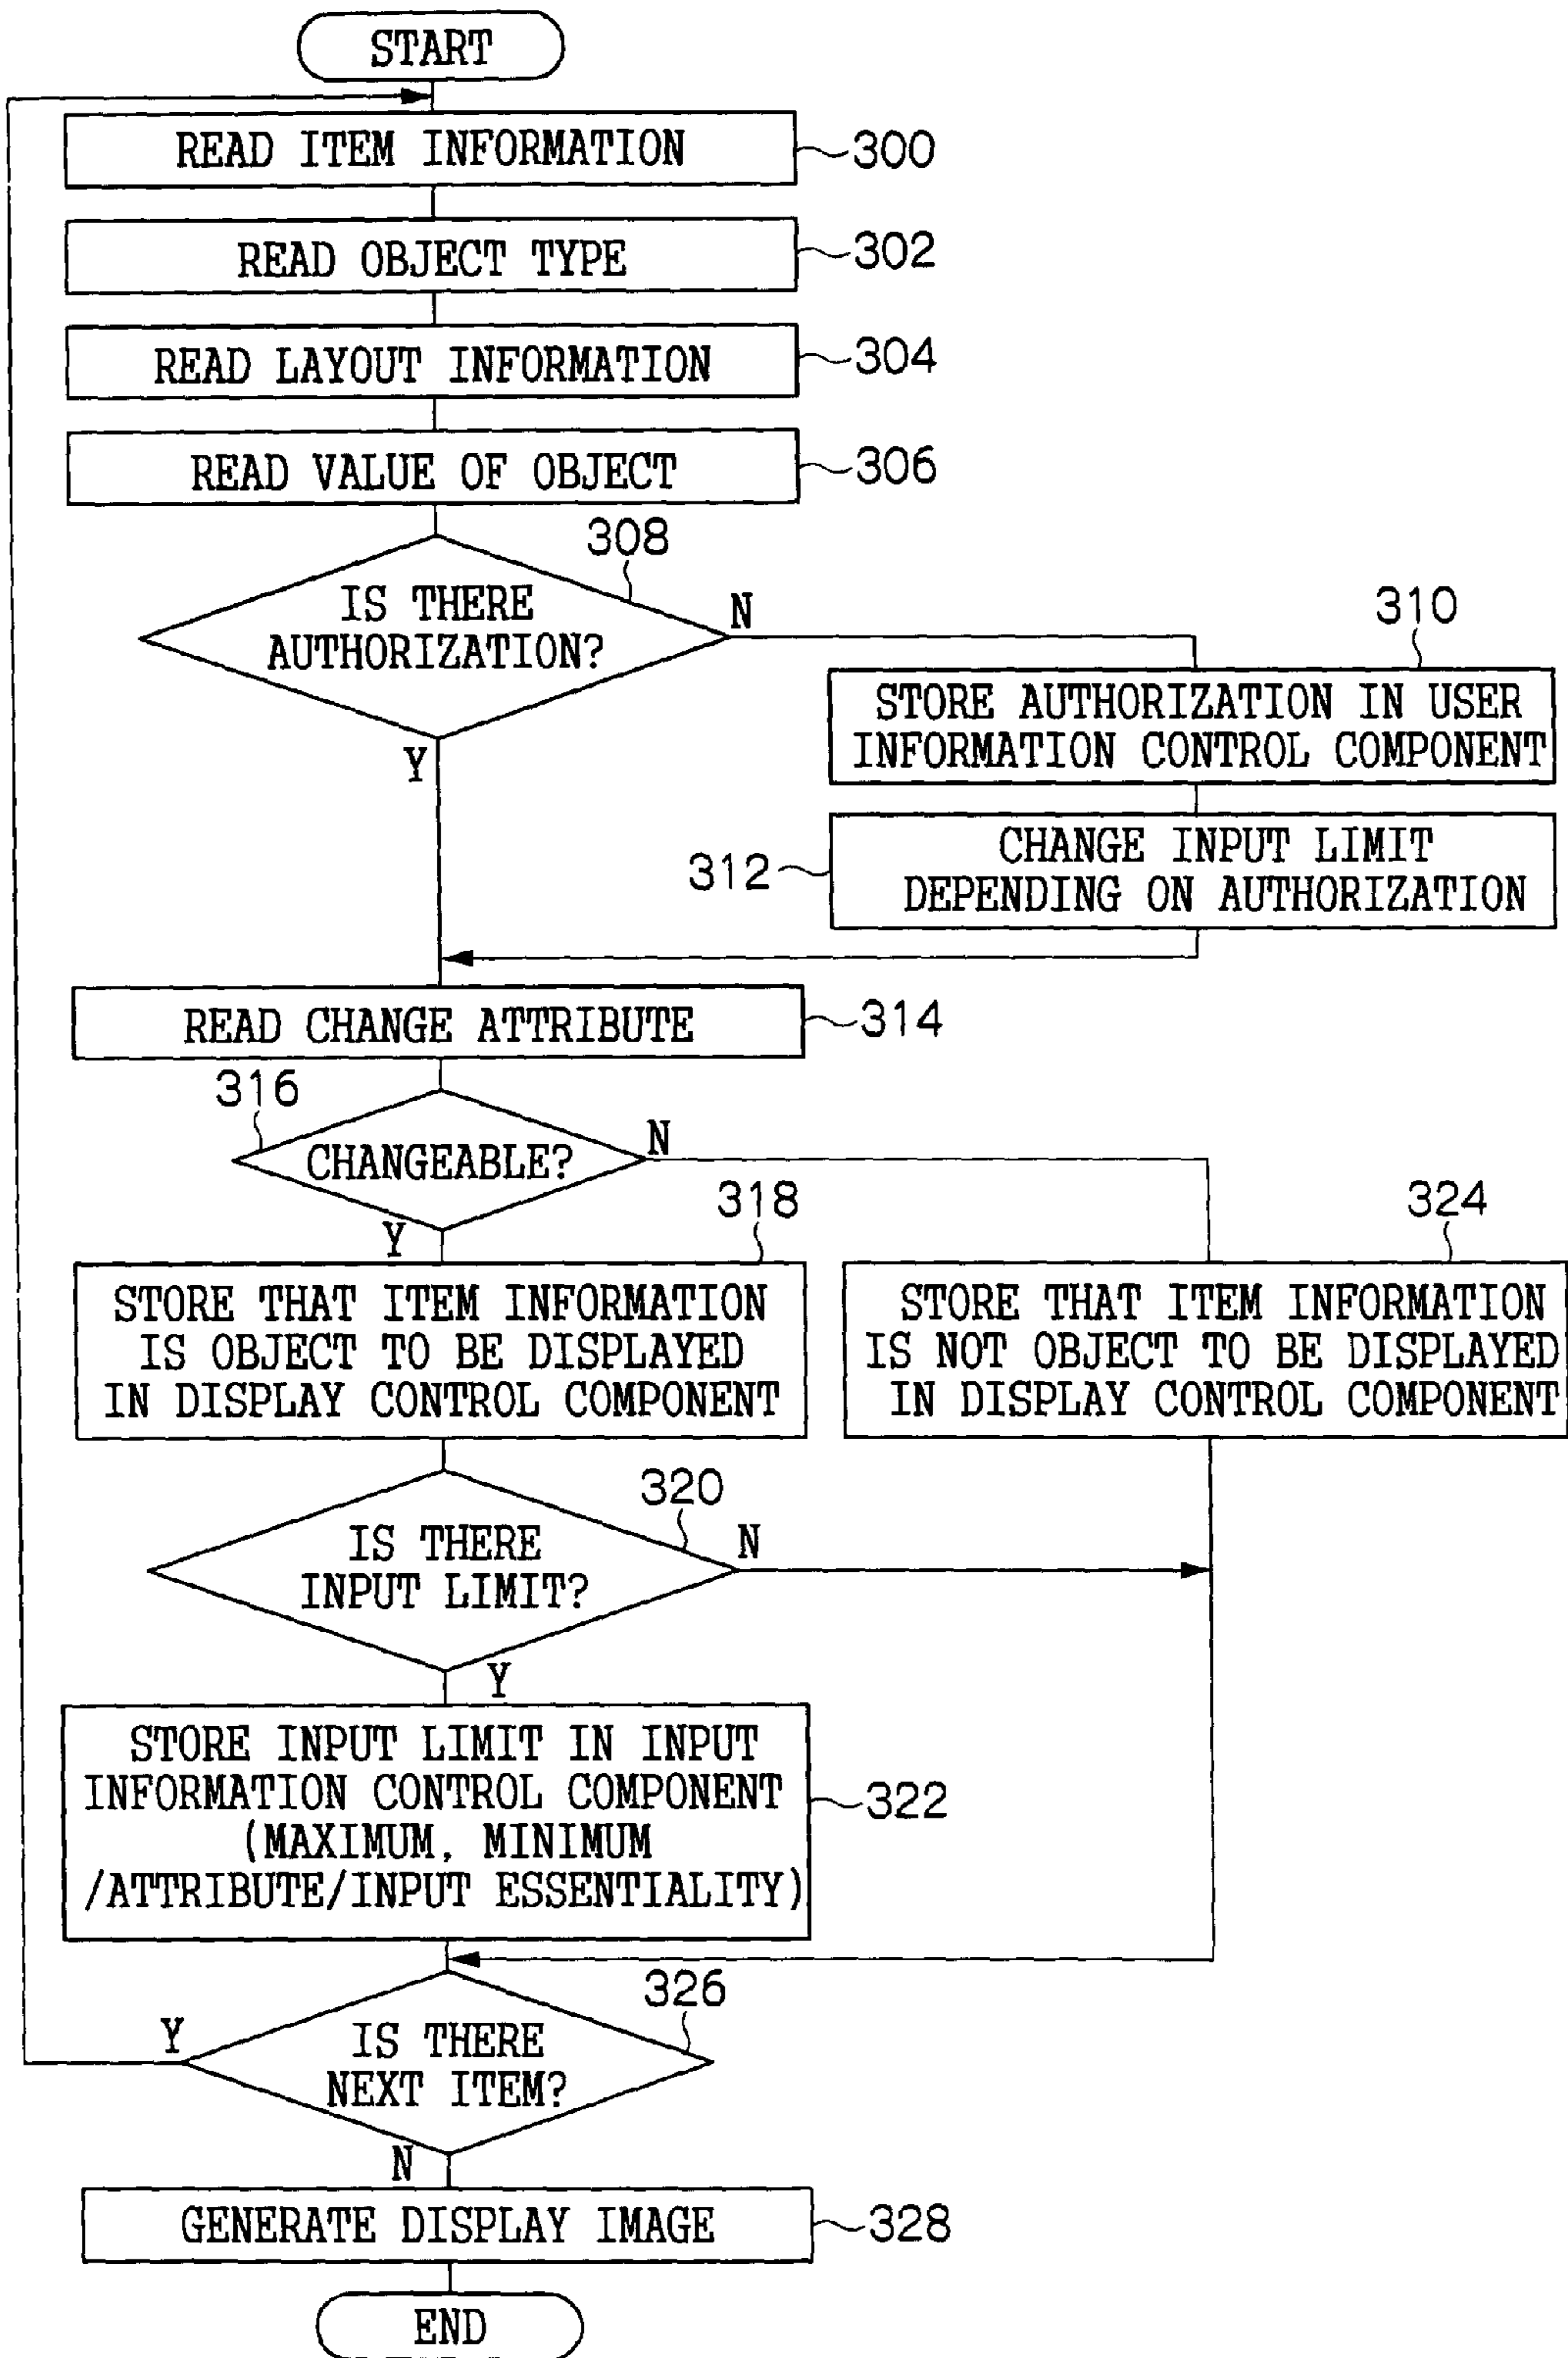 START
READ ITEM INFORMATION
300
READ OBJECT TYPE
302
READ LAYOUT INFORMATION
304
READ VALUE OF OBJECT
306
308
IS THERE
AUTHORIZATION?
N
Y
310
STORE AUTHORIZATION IN USER
INFORMATION CONTROL COMPONENT
312
CHANGE INPUT LIMIT
DEPENDING ON AUTHORIZATION
READ CHANGE ATTRIBUTE
314
316
CHANGEABLE?
N
Y
318
STORE THAT ITEM INFORMATION
IS OBJECT TO BE DISPLAYED
IN DISPLAY CONTROL COMPONENT
324
STORE THAT ITEM INFORMATION
IS NOT OBJECT TO BE DISPLAYED
IN DISPLAY CONTROL COMPONENT
320
IS THERE
INPUT LIMIT?
N
Y
STORE INPUT LIMIT IN INPUT
INFORMATION CONTROL COMPONENT
(MAXIMUM, MINIMUM
/ATTRIBUTE/INPUT ESSENTIALITY)
322
326
IS THERE
NEXT ITEM?
Y
N
GENERATE DISPLAY IMAGE
328
END